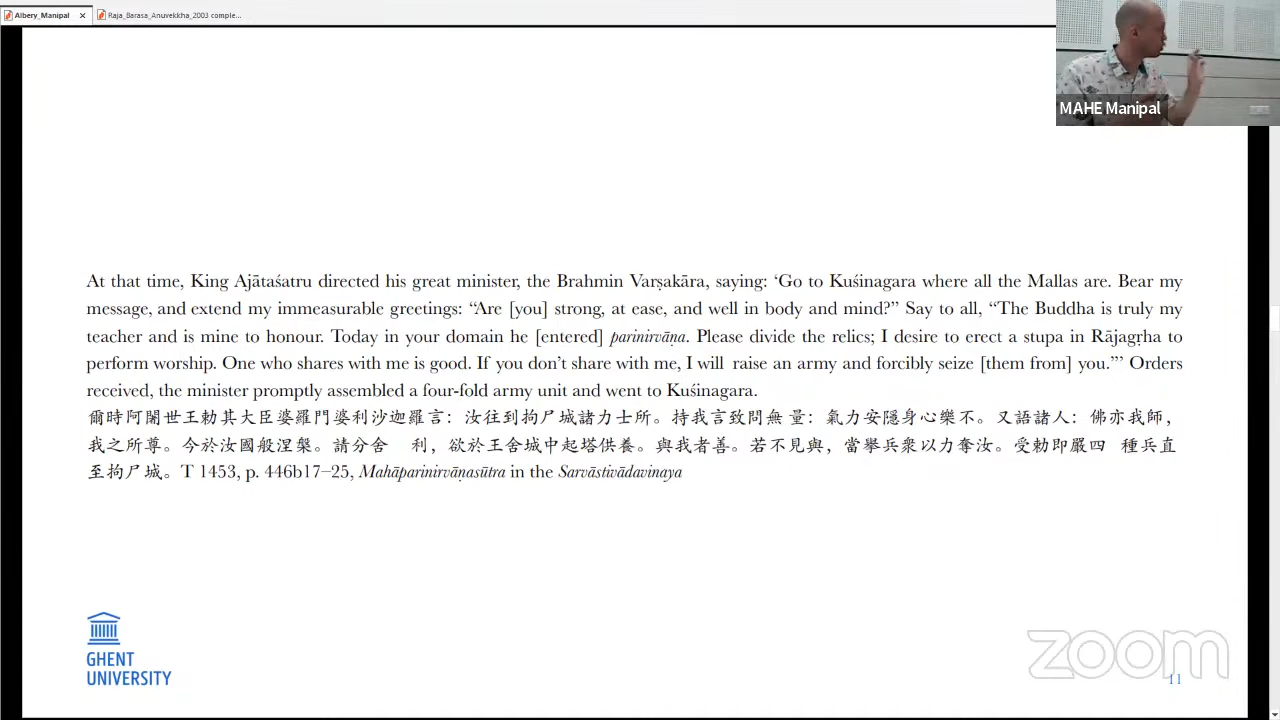 Albery_Manipal
Raja_Barasa_Anuvekkha_2003 comple...
MAHE Manipal
At that time, King Ajātaśatru directed his great minister, the Brahmin Varṣakāra, saying: ‘Go to Kuśinagara where all the Mallas are. Bear my
message, and extend my immeasurable greetings: “Are [you] strong, at ease, and well in body and mind?” Say to all, “The Buddha is truly my
teacher and is mine to honour. Today in your domain he [entered] parinirvāṇa. Please divide the relics; I desire to erect a stupa in Rājagṛha to
perform worship. One who shares with me is good. If you don’t share with me, I will raise an army and forcibly seize [them from] you.”’ Orders
received, the minister promptly assembled a four-fold army unit and went to Kuśinagara.
爾時阿闍世王勅其大臣婆羅門婆利沙迦羅言：汝往到拘尸城諸力士所。持我言致問無 量：氣力安隱身心樂不。又語諸人：佛亦我師，
我之所尊。今於汝國般涅槃。請分舍 利，欲於王舍城中起塔供養。與我者善。若不見與，當擧兵衆以力奪汝。受勅即嚴四 種兵直
至拘尸城。T 1453, p. 446b17–25, Mahāparinirvāṇasūtra in the Sarvāstivādavinaya
GHENT
UNIVERSITY
zoom
11